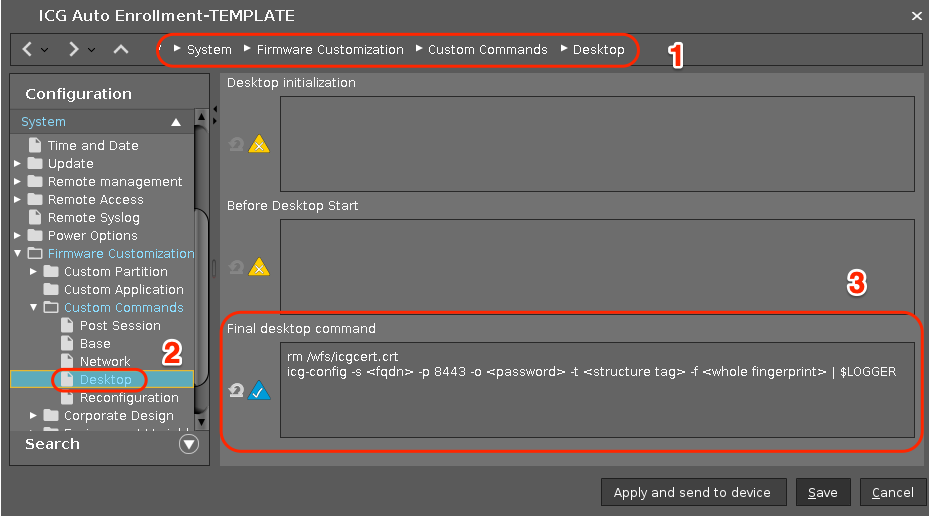 ICG Auto Enrollment-TEMPLATE
System Firmware Customization Custom Commands Desktop
1
Configuration
System
Time and Date
Update
Remote management
Remote Access
Remote Syslog
Power Options
Firmware Customization
Custom Partition
Custom Application
Custom Commands
Post Session
Base
Network
2
Desktop
Reconfiguration
Corporate Design
Search
Desktop initialization
Before Desktop Start
3
Final desktop command
rm /wfs/icgcert.crt
icg-config -s <fqdn> -p 8443 -o <password> -t <structure tag> -f <whole fingerprint> | $LOGGER
Apply and send to device
Save
Cancel